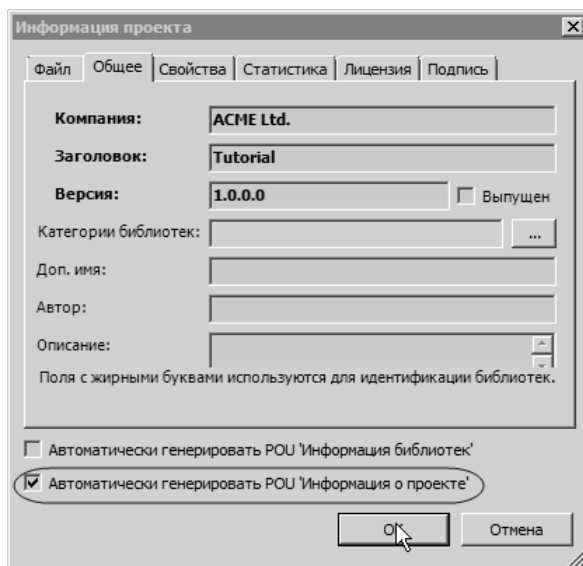 Информация проекта
Файл Общее Свойства Статистика Лицензия Подпись
Компания: ACME Ltd.
Заголовок: Tutorial
Версия: 1.0.0.0 Выпущен
Категории библиотек: ...
Доп. имя:
Автор:
Описание:
Поля с жирными буквами используются для идентификации библиотек.
Автоматически генерировать POU 'Информация библиотек'
Автоматически генерировать POU 'Информация о проекте'
OK Отмена